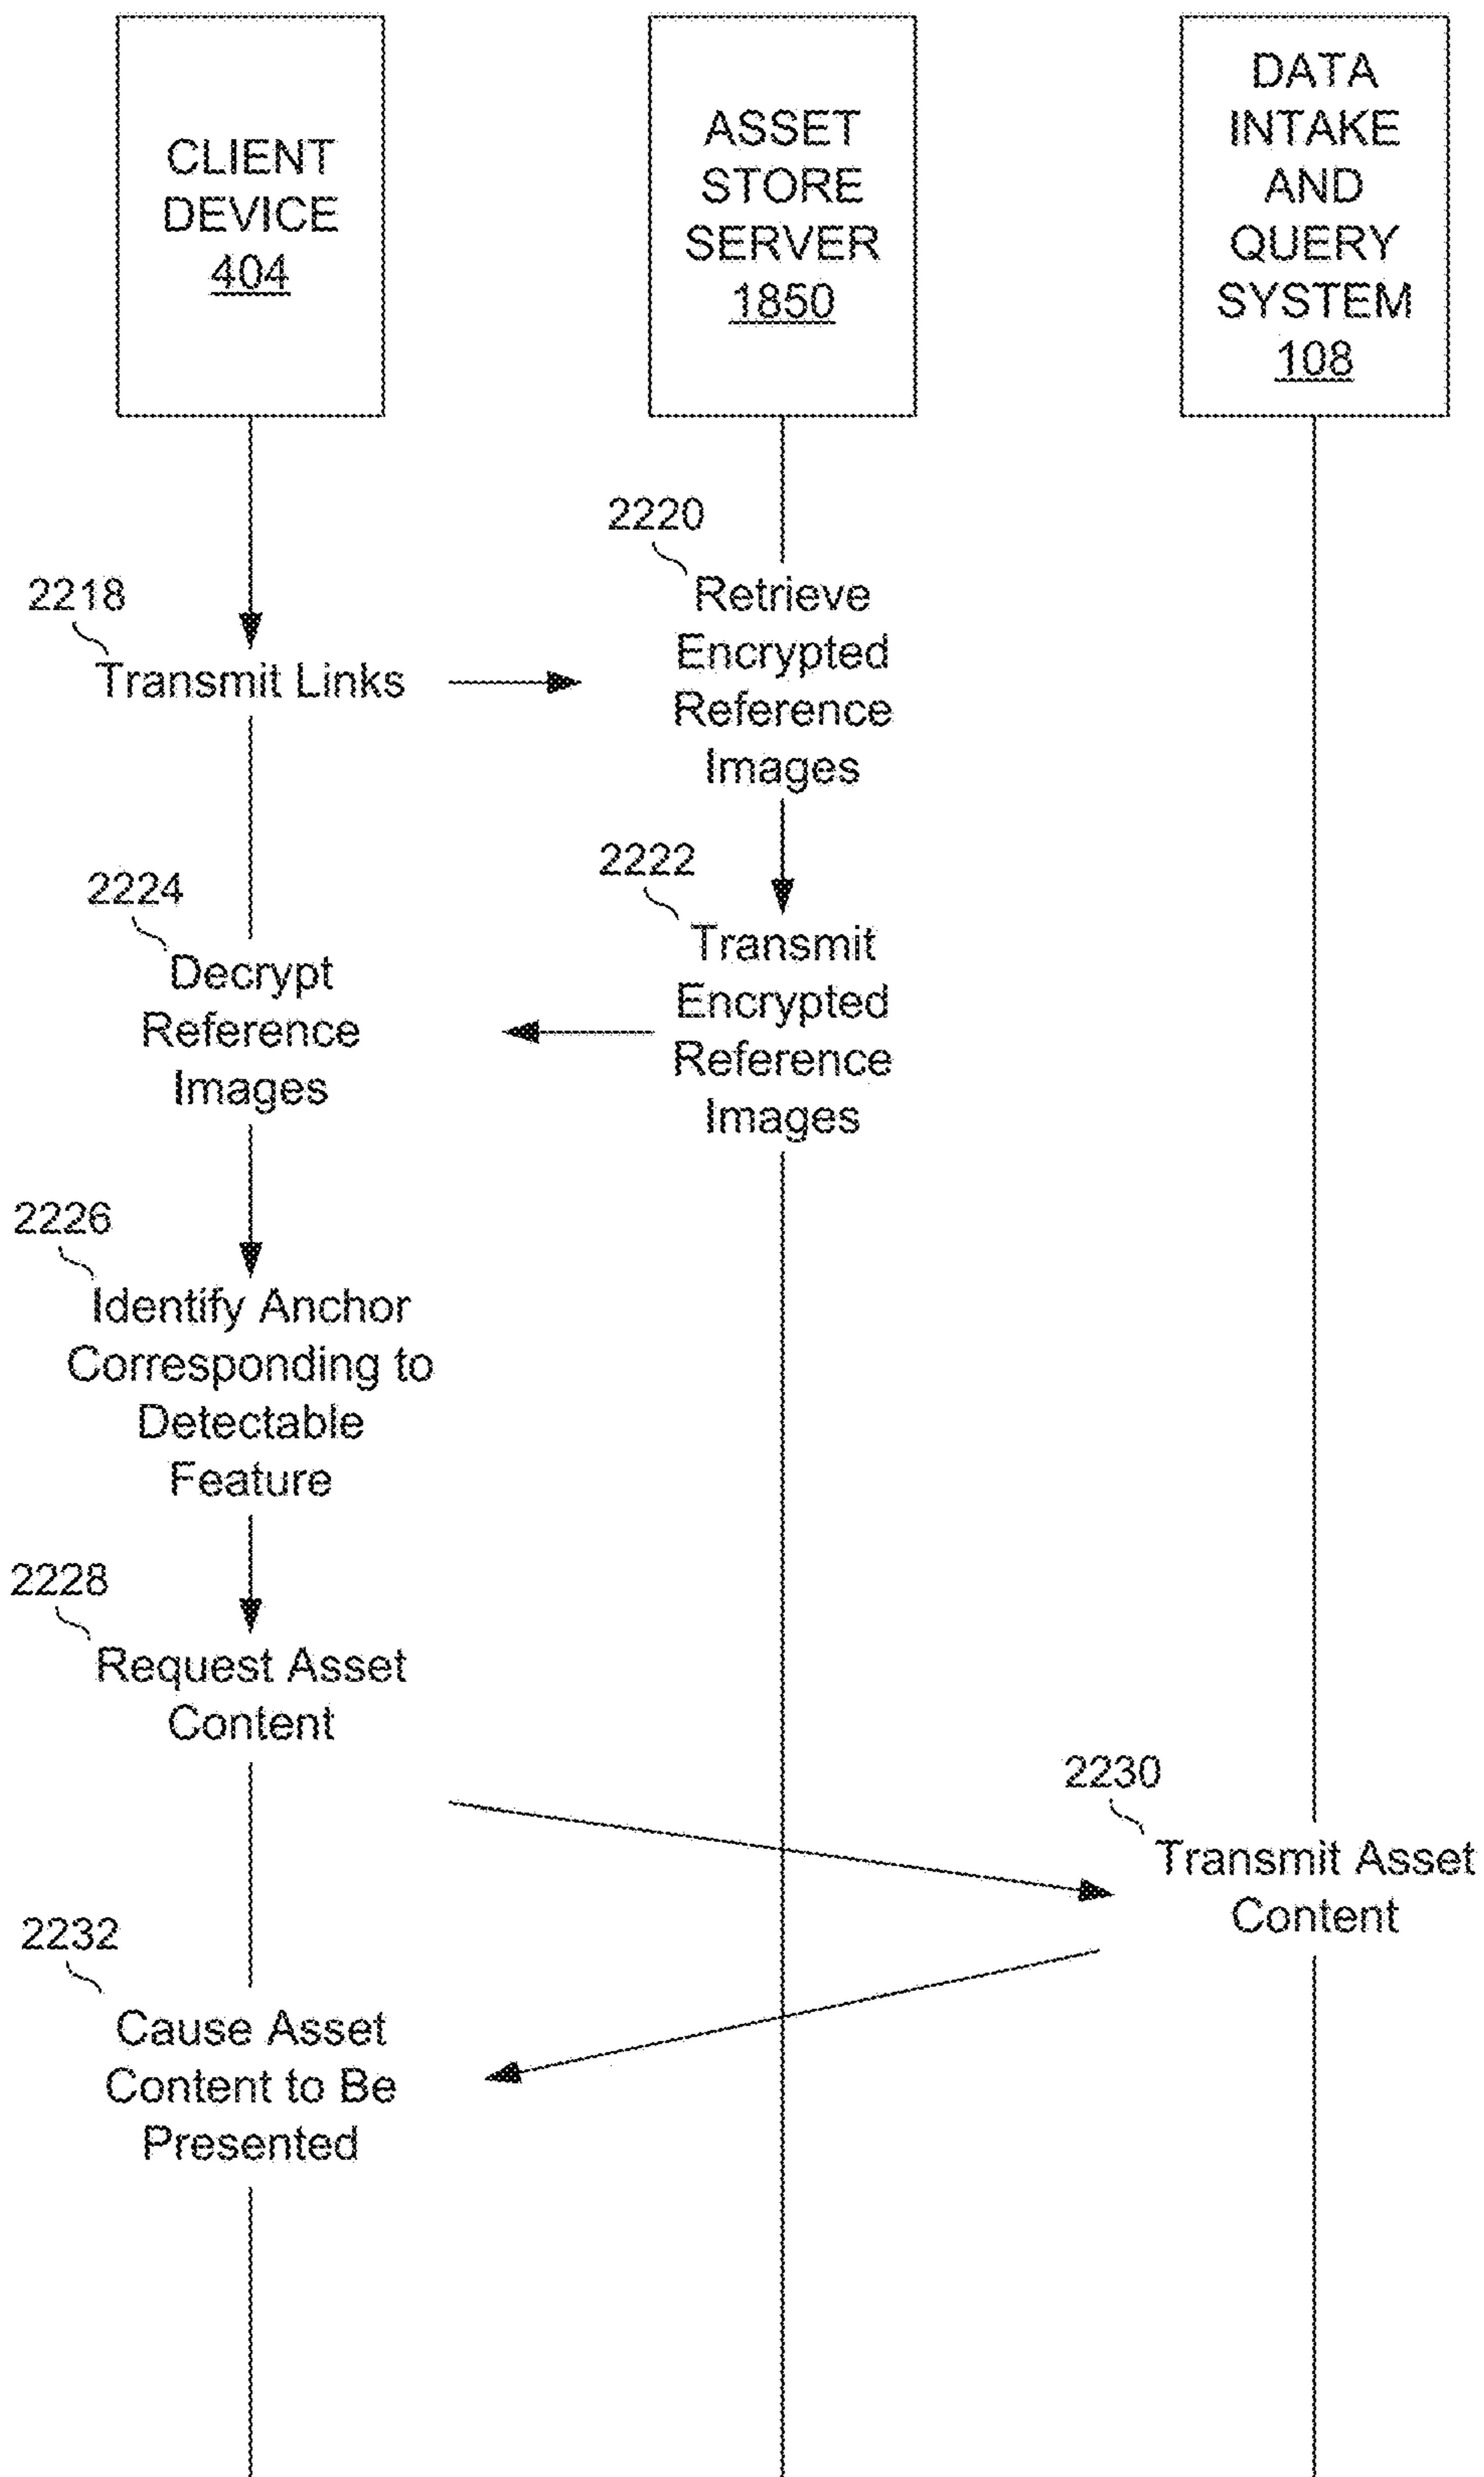 CLIENT
DEVICE
404
ASSET
STORE
SERVER
1850
DATA
INTAKE
AND
QUERY
SYSTEM
108
2218
Transmit Links
2220
Retrieve
Encrypted
Reference
Images
2222
Transmit
Encrypted
Reference
Images
2224
Decrypt
Reference
Images
2226
Identify Anchor
Corresponding to
Detectable
Feature
2228
Request Asset
Content
2230
Transmit Asset
Content
2232
Cause Asset
Content to Be
Presented